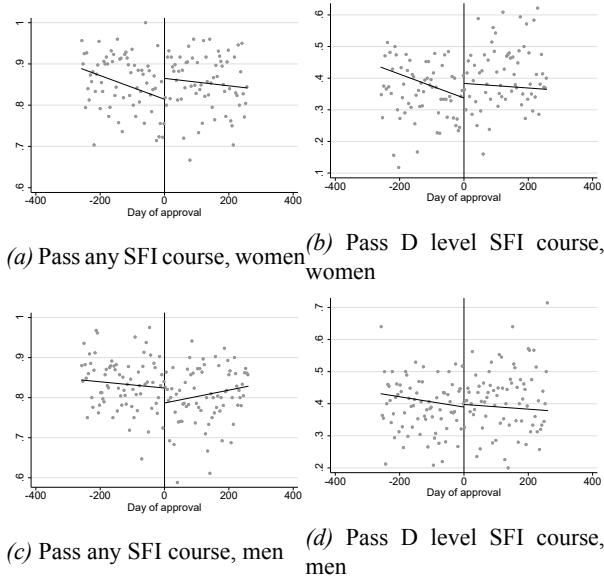 1
.9
.8
.7
.6
-400 -200 0 200 400
Day of approval
(a) Pass any SFI course, women
.6
.5
.4
.3
.2
.1
-400 -200 0 200 400
Day of approval
(b) Pass D level SFI course,
women
1
.9
.8
.7
.6
-400 -200 0 200 400
Day of approval
(c) Pass any SFI course, men
.7
.6
.5
.4
.3
.2
-400 -200 0 200 400
Day of approval
(d) Pass D level SFI course,
men